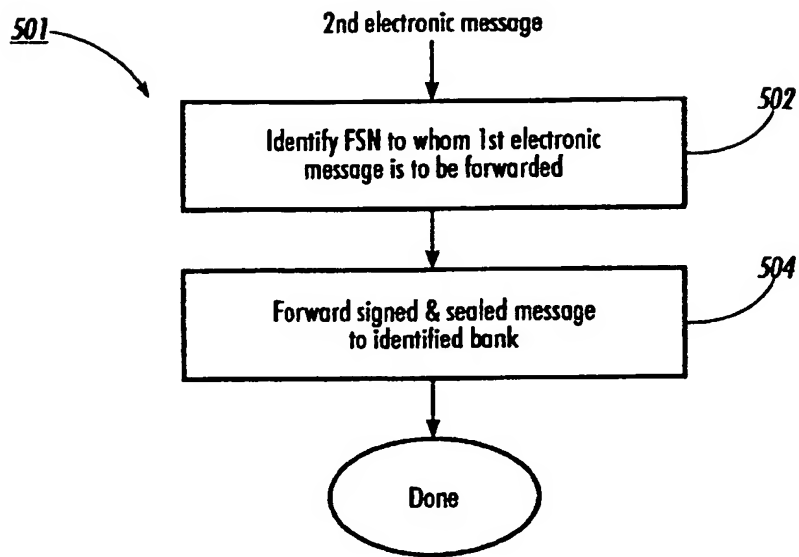 501
2nd electronic message
502
Identify FSN to whom 1st electronic
message is to be forwarded
504
Forward signed & sealed message
to identified bank
Done